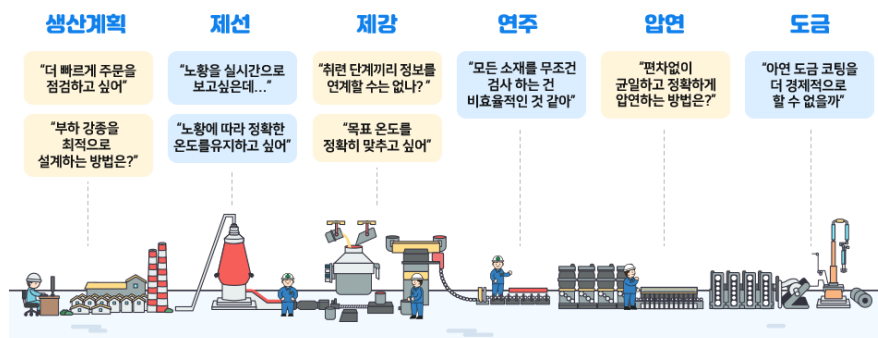 생산계획
제선
제강
연주
압연
도금
“더 빠르게 주문을
점검하고 싶어”
“부하 강종을
최적으로
설계하는 방법은?”
“노황을 실시간으로
보고싶은데...”
“노황에 따라 정확한
온도를유지하고 싶어”
“취련 단계끼리 정보를
연계할 수는 없나? ”
“목표 온도를
정확히 맞추고 싶어”
“모든 소재를 무조건
검사 하는 건
비효율적인 것 같아”
“편차없이
균일하고 정확하게
압연하는 방법은?”
“아연 도금 코팅을
더 경제적으로
할 수 없을까”